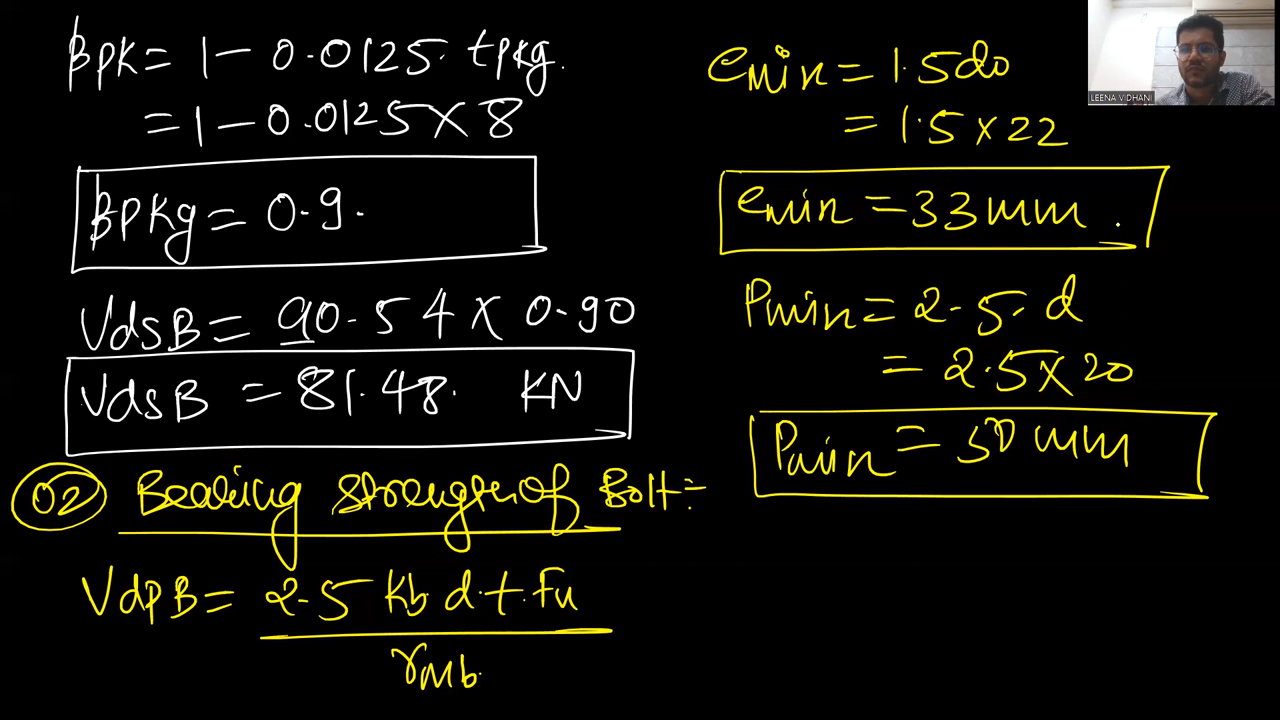 βPK = 1 - 0.0125. tpkg.
= 1 - 0.0125 X 8
βPKg = 0.9.
VdsB = 90.54 X 0.90
VdsB = 81.48. KN
02 Bearing strength of Bolt:-
VdPB = 2.5 Kb d.t.Fu
γMb.
emin = 1.5do
= 1.5 x 22
emin = 33 mm.
Pmin = 2.5. d
= 2.5 X 20
Pmin = 50 mm
LEENA VIDHANI